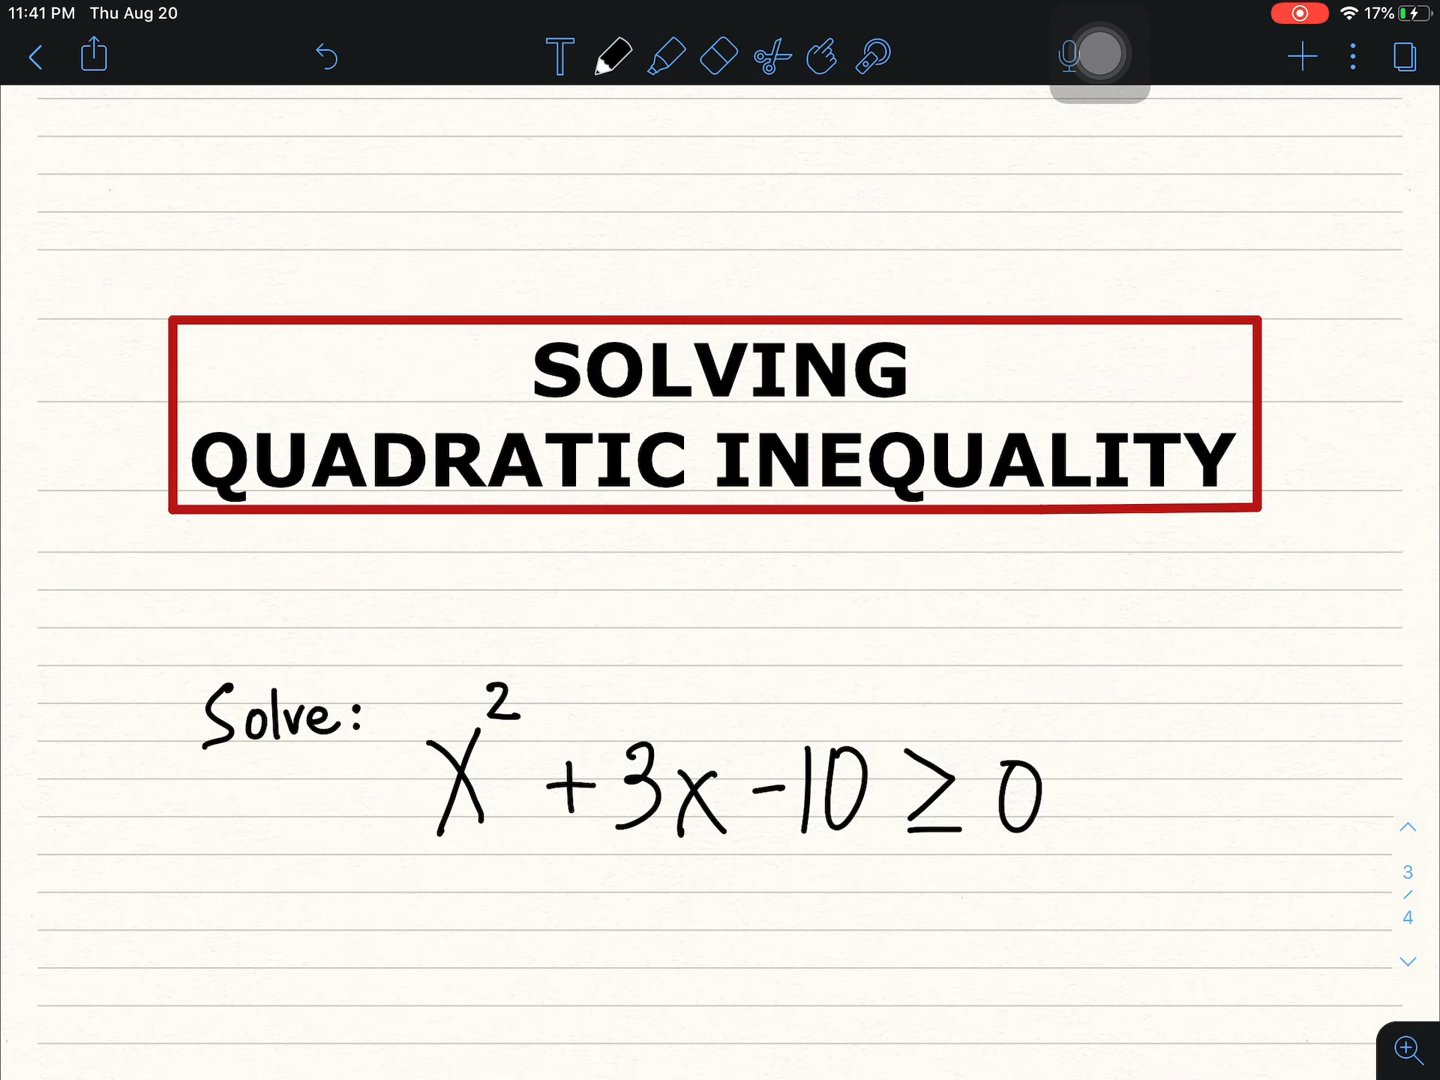 11:41 PM Thu Aug 20
17%
SOLVING
QUADRATIC INEQUALITY
Solve: x² + 3x - 10 ≥ 0
3
/
4